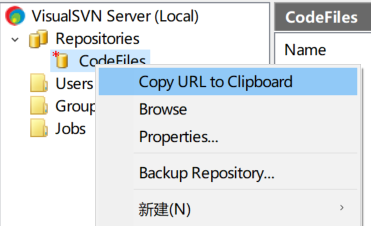 VisualSVN Server (Local)
Repositories
CodeFiles
Users
Group
Jobs
CodeFiles
Name
Copy URL to Clipboard
Browse
Properties...
Backup Repository...
新建(N)